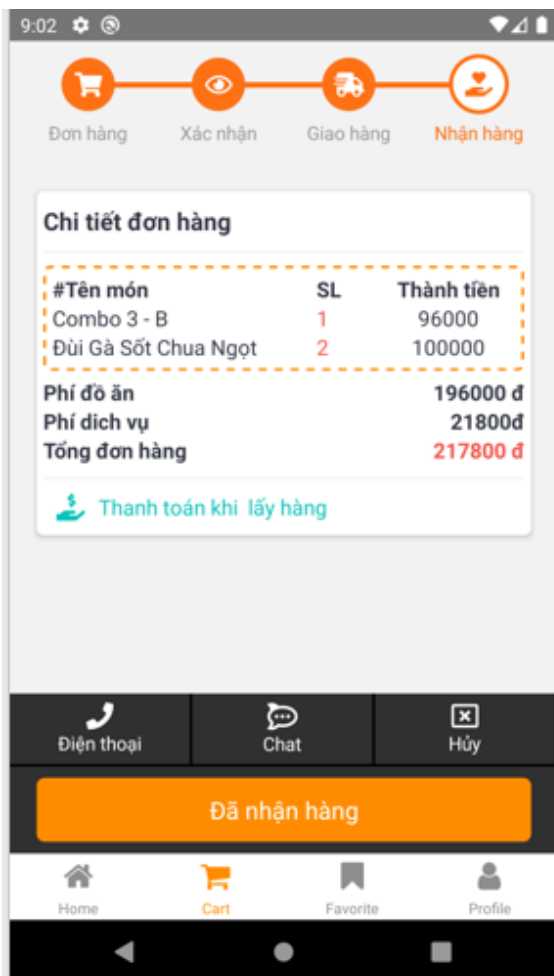 9:02
Đơn hàng Xác nhận Giao hàng Nhận hàng
Chi tiết đơn hàng
#Tên món SL Thành tiền
Combo 3 - B 1 96000
Đùi Gà Sốt Chua Ngọt 2 100000
Phí đồ ăn 196000 đ
Phí dich vụ 21800đ
Tổng đơn hàng 217800 đ
Thanh toán khi lấy hàng
Điện thoại Chat Hủy
Đã nhận hàng
Home Cart Favorite Profile